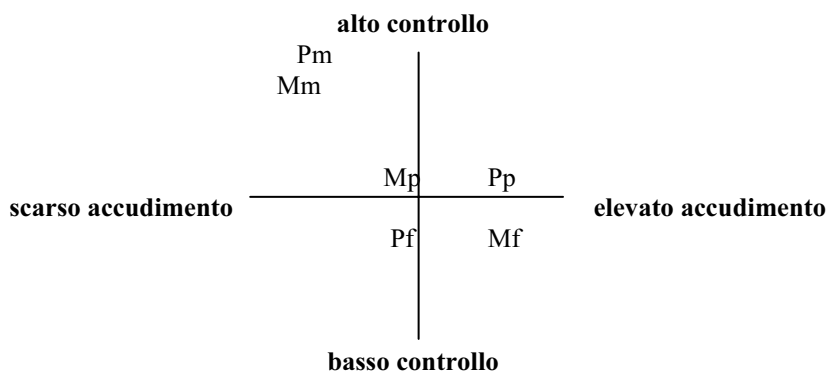 alto controllo
Pm
Mm
Mp Pp
scarso accudimento elevato accudimento
Pf Mf
basso controllo